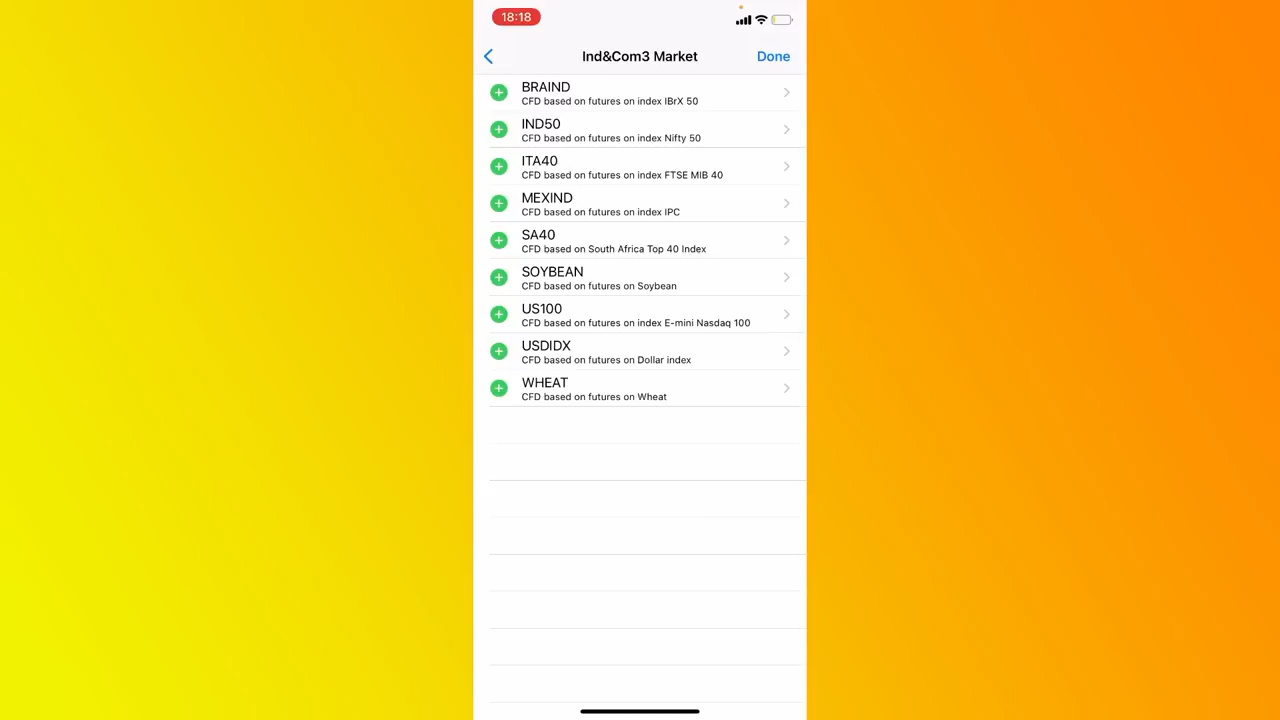 18:18
Ind&Com3 Market
Done
BRAIND
CFD based on futures on index IBrX 50
IND50
CFD based on futures on index Nifty 50
ITA40
CFD based on futures on index FTSE MIB 40
MEXIND
CFD based on futures on index IPC
SA40
CFD based on South Africa Top 40 Index
SOYBEAN
CFD based on futures on Soybean
US100
CFD based on futures on index E-mini Nasdaq 100
USDIDX
CFD based on futures on Dollar index
WHEAT
CFD based on futures on Wheat